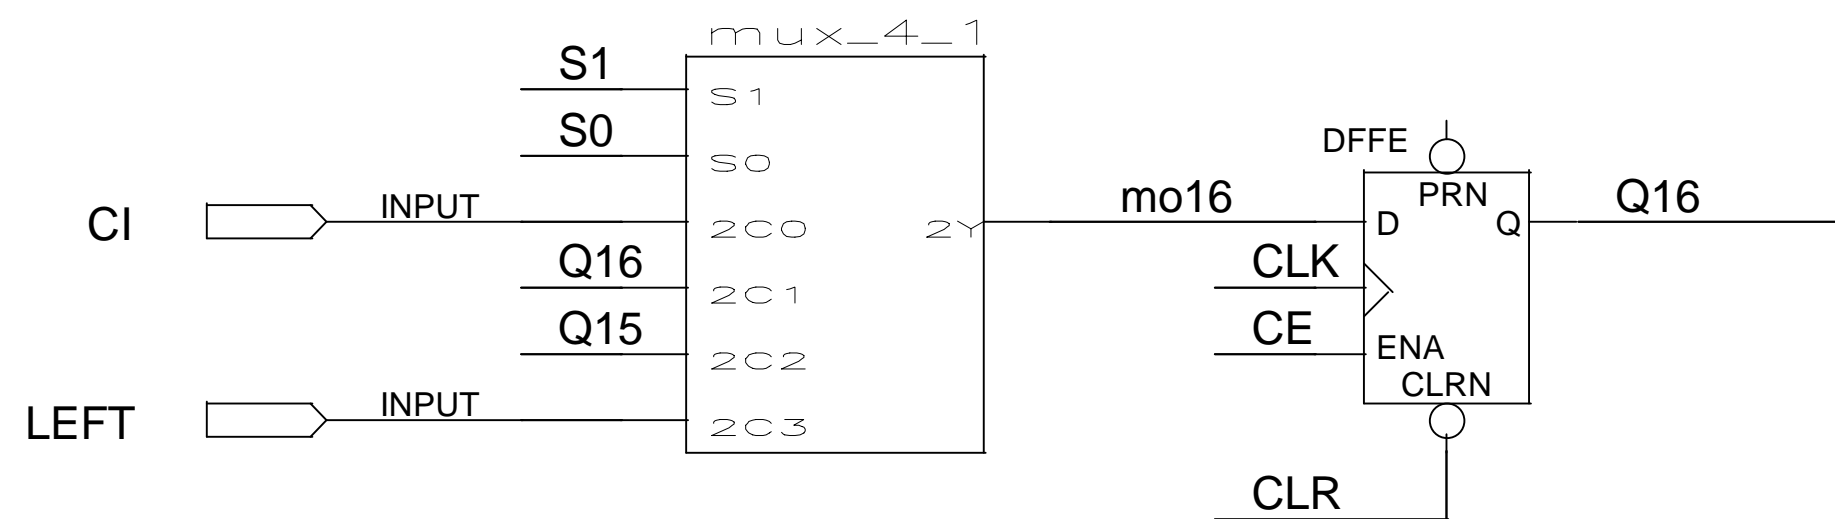 mux_4_1
S1
S1
S0
S0
DFFE
CI
INPUT
2C0
2Y
mo16
D
PRN
Q
Q16
Q16
2C1
CLK
Q15
2C2
CE
ENA
CLRN
LEFT
INPUT
2C3
CLR